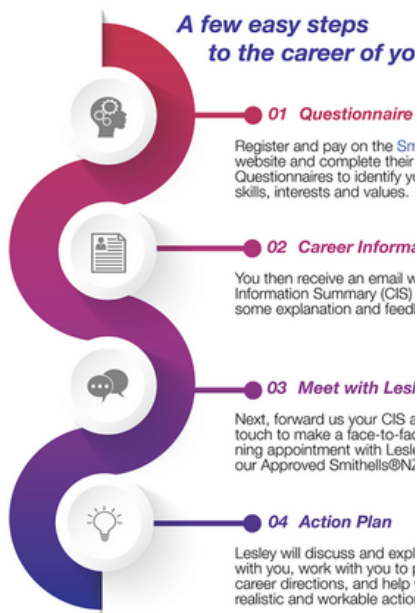 A few easy steps
to the career of yo
01 Questionnaire
Register and pay on the Sm
website and complete their
Questionnaires to identify yo
skills, interests and values.
02 Career Informa
You then receive an email w
Information Summary (CIS)
some explanation and feedb
03 Meet with Lesl
Next, forward us your CIS a
touch to make a face-to-fac
ning appointment with Lesle
our Approved Smithells®NZ
04 Action Plan
Lesley will discuss and expl
with you, work with you to p
career directions, and help
realistic and workable action